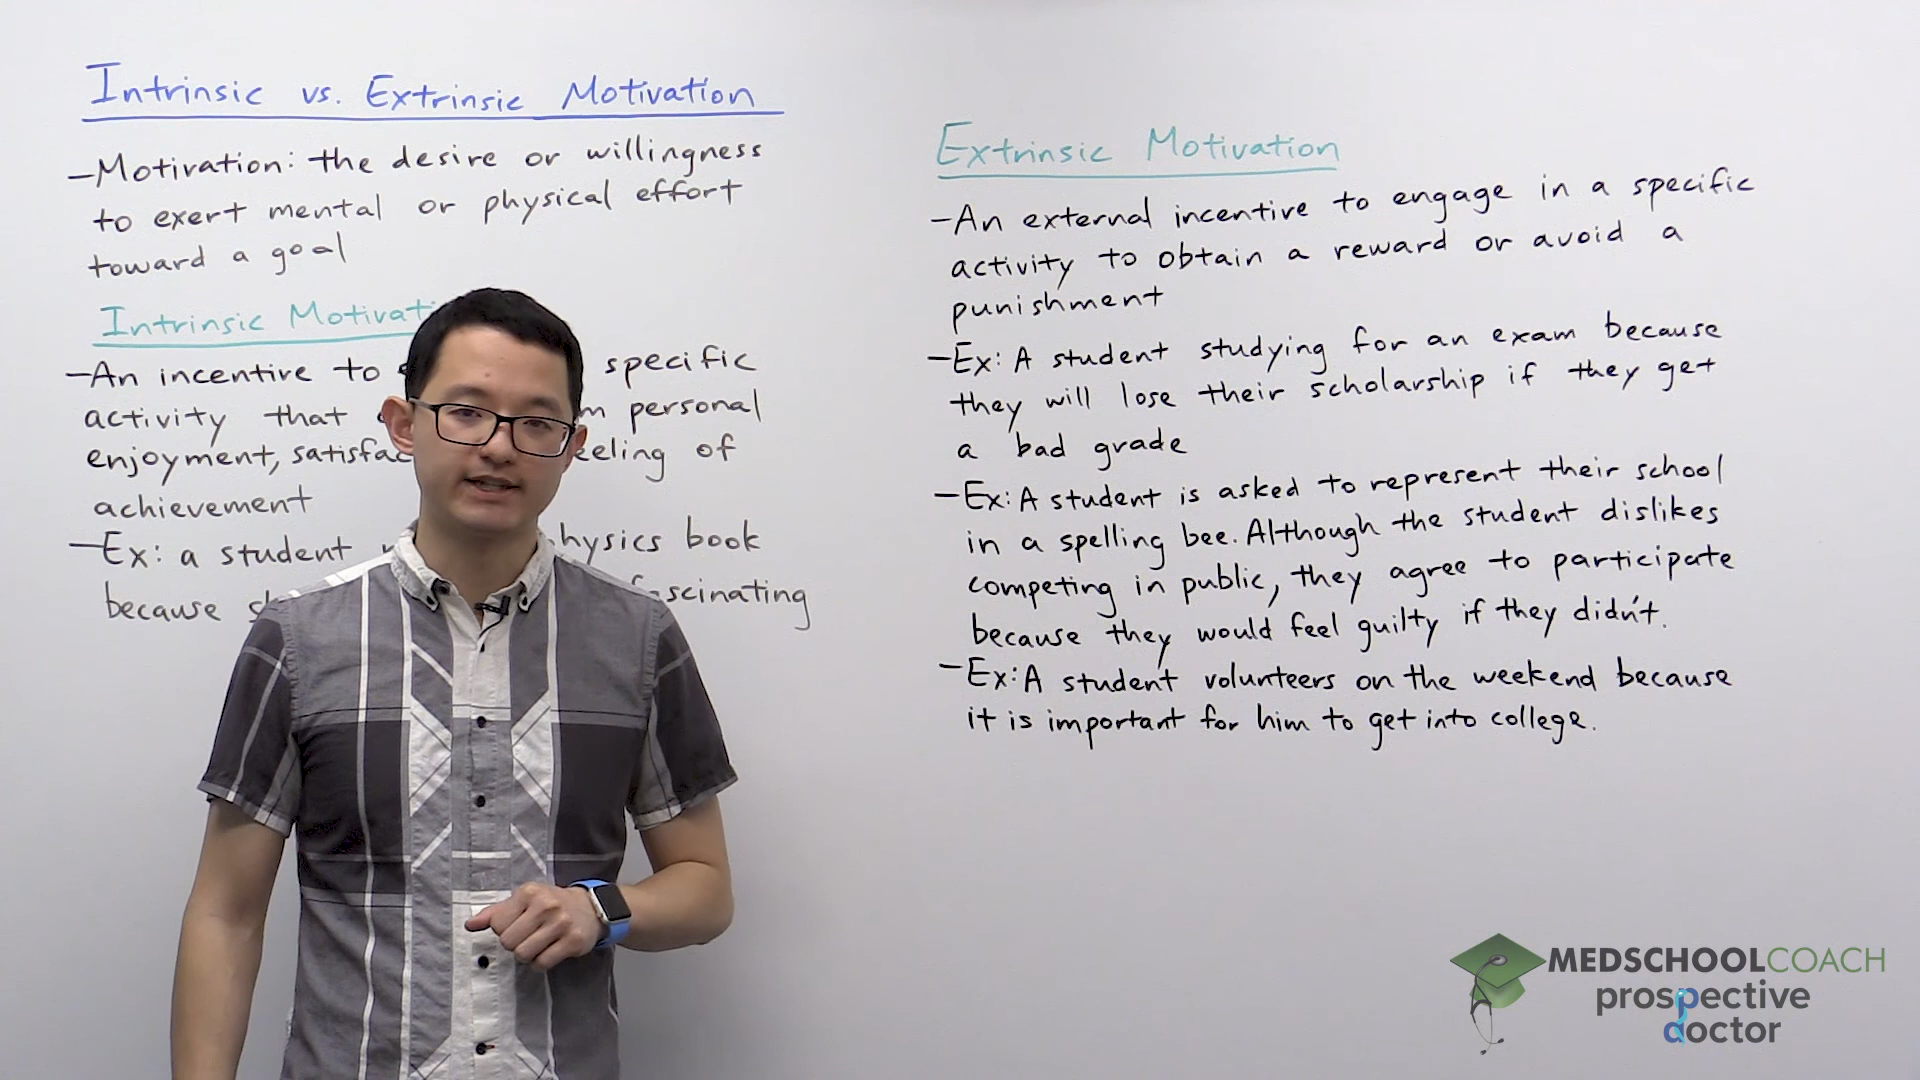 Intrinsic vs. Extrinsic Motivation
-Motivation: the desire or willingness
to exert mental or physical effort
toward a goal
Intrinsic
-An incentive to specific
activity that personal
enjoyment, of
achievement
-Ex: a student physics book
because
Extrinsic Motivation
-An external incentive to engage in a specific
activity to obtain a reward or avoid a
punishment
-Ex: A student studying for an exam because
they will lose their scholarship if they get
a bad grade
-Ex: A student is asked to represent their school
in a spelling bee. Although the student dislikes
competing in public, they agree to participate
because they would feel guilty if they didn't.
-Ex: A student volunteers on the weekend because
it is important for him to get into college.
MEDSCHOOLCOACH
prospective
doctor